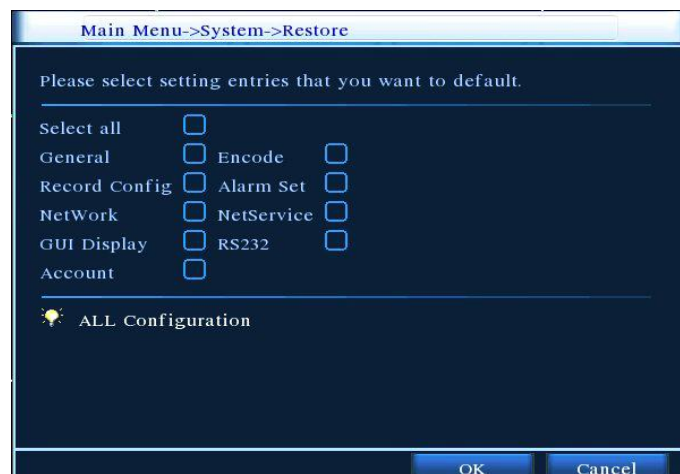 Main Menu->System->Restore
Please select setting entries that you want to default.
Select all
General Encode
Record Config Alarm Set
NetWork NetService
GUI Display RS232
Account
ALL Configuration
OK Cancel